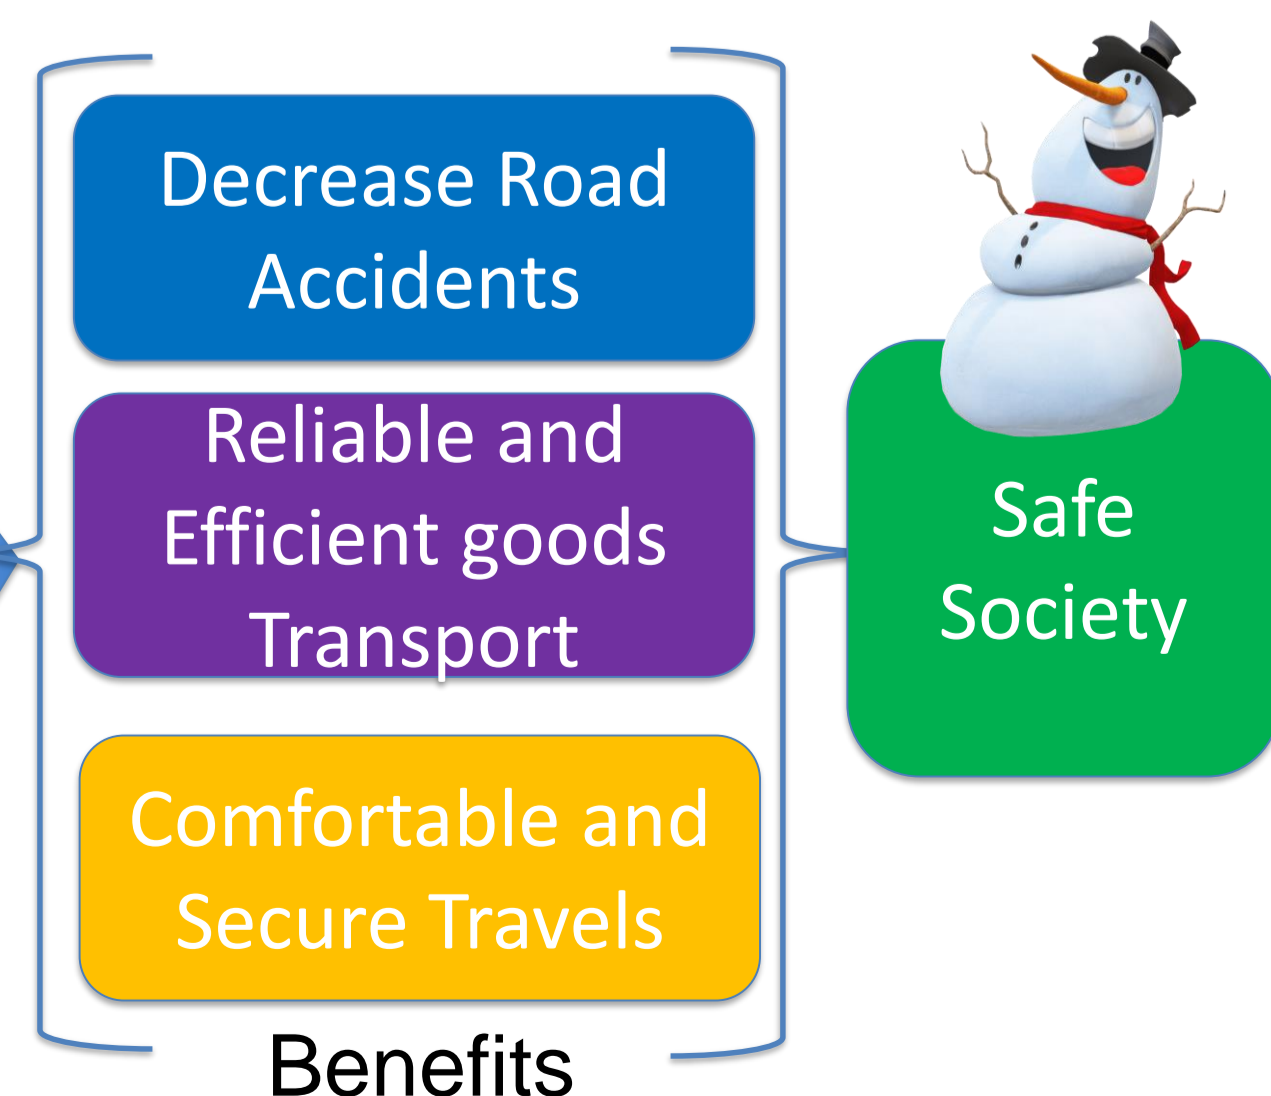 Decrease Road
Accidents
Reliable and
Efficient goods
Transport
Comfortable and
Secure Travels
Benefits
Safe
Society